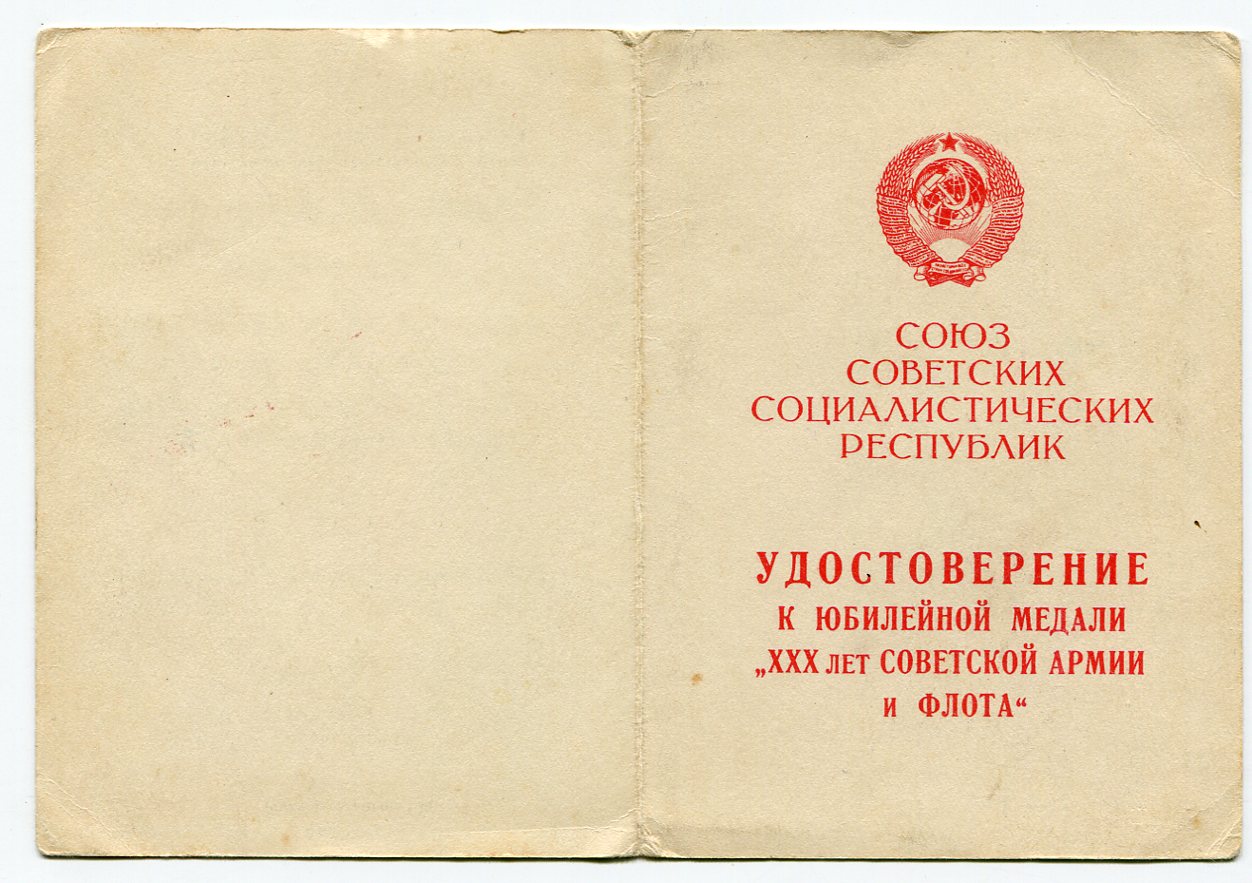 СОЮЗ
СОВЕТСКИХ
СОЦИАЛИСТИЧЕСКИХ
РЕСПУБЛИК
УДОСТОВЕРЕНИЕ
К ЮБИЛЕЙНОЙ МЕДАЛИ
„XXX ЛЕТ СОВЕТСКОЙ АРМИИ
И ФЛОТА“